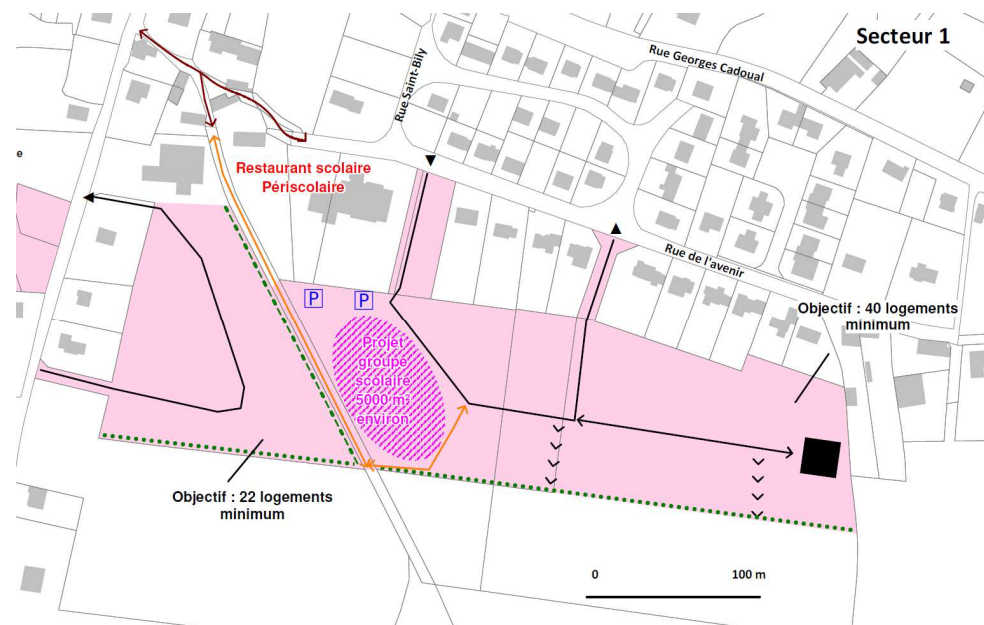 Secteur 1
Rue Georges Cadoual
Rue Saint-Bily
e
Restaurant scolaire
Périscolaire
Rue de l'avenir
P
P
Objectif : 40 logements
minimum
Projet
groupe
scolaire
5000 m²
environ
Objectif : 22 logements
minimum
0
100 m